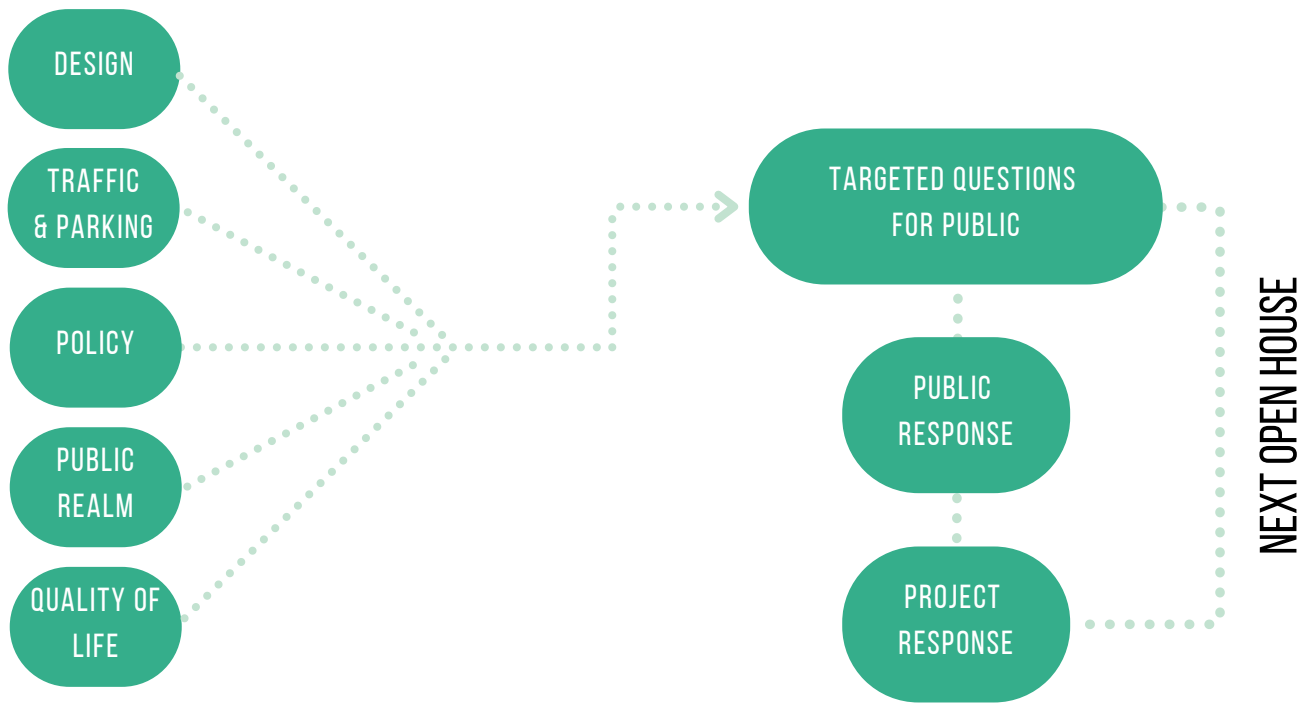 DESIGN
TRAFFIC
& PARKING
POLICY
PUBLIC
REALM
QUALITY OF
LIFE
TARGETED QUESTIONS
FOR PUBLIC
PUBLIC
RESPONSE
PROJECT
RESPONSE
NEXT OPEN HOUSE